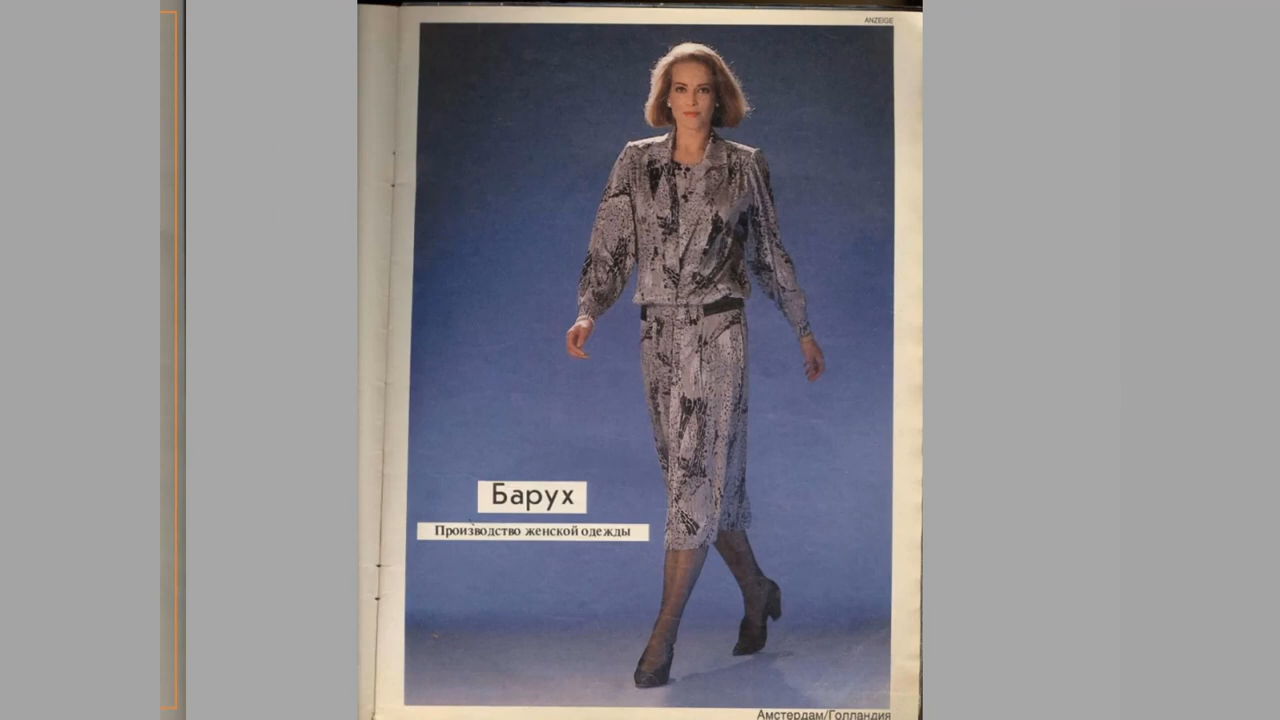 ANZEIGE
Барух
Производство женской одежды
Амстердам/Голландия